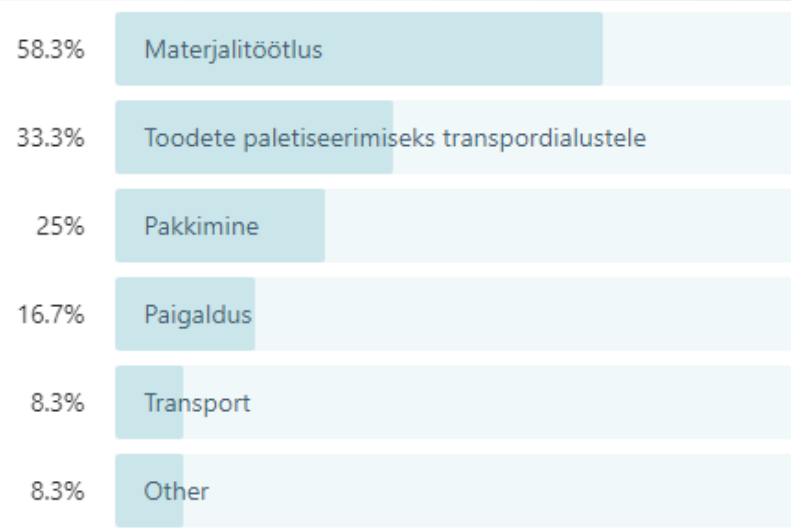 58.3% Materjalitöötlus
33.3% Toodete paletiseerimiseks transpordialustele
25% Pakkimine
16.7% Paigaldus
8.3% Transport
8.3% Other